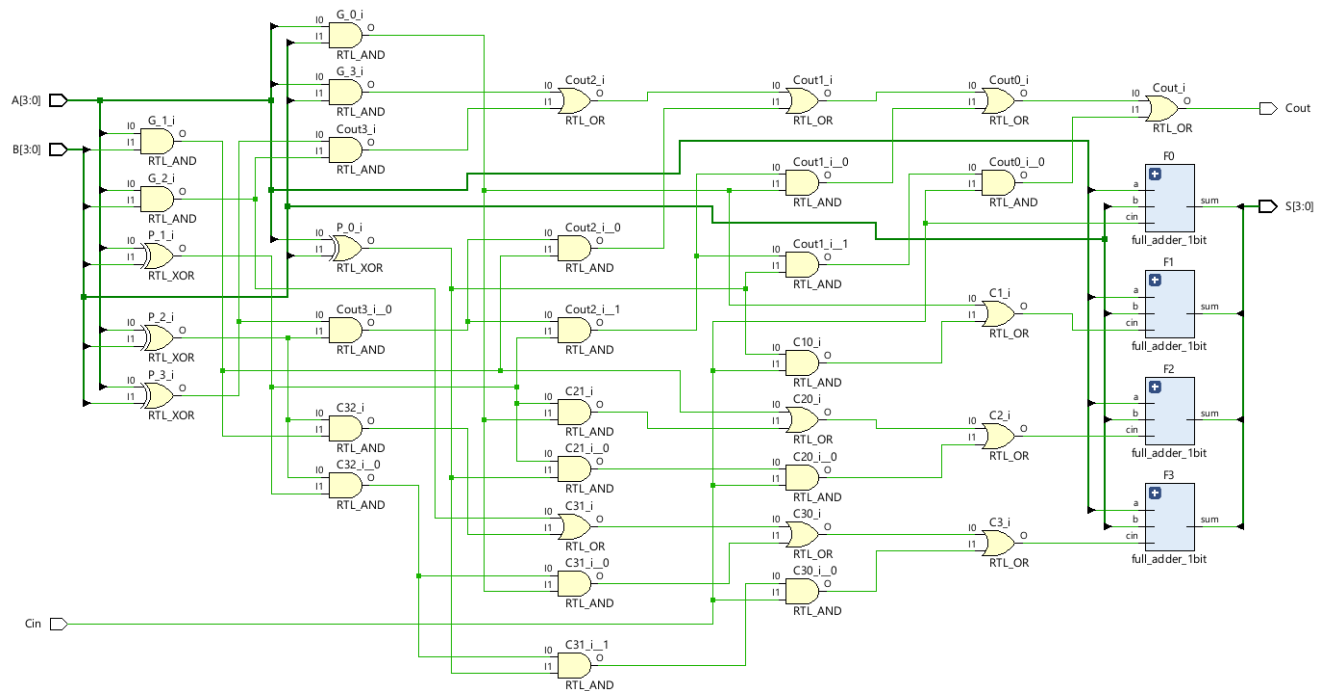 G_0_i
I0
I1
O
RTL_AND
G_3_i
I0
I1
O
RTL_AND
Cout3_i
I0
I1
O
RTL_AND
Cout2_i
I0
I1
O
RTL_OR
Cout1_i
I0
I1
O
RTL_OR
Cout0_i
I0
I1
O
RTL_OR
Cout_i
I0
I1
O
RTL_OR
Cout
A[3:0]
B[3:0]
G_1_i
I0
I1
O
RTL_AND
G_2_i
I0
I1
O
RTL_AND
P_1_i
I0
I1
O
RTL_XOR
P_2_i
I0
I1
O
RTL_XOR
P_3_i
I0
I1
O
RTL_XOR
P_0_i
I0
I1
O
RTL_XOR
Cout3_i__0
I0
I1
O
RTL_AND
C32_i
I0
I1
O
RTL_AND
C32_i__0
I0
I1
O
RTL_AND
Cout2_i__0
I0
I1
O
RTL_AND
Cout2_i__1
I0
I1
O
RTL_AND
C21_i
I0
I1
O
RTL_AND
C21_i__0
I0
I1
O
RTL_AND
C31_i
I0
I1
O
RTL_OR
C31_i__0
I0
I1
O
RTL_AND
C31_i__1
I0
I1
O
RTL_AND
Cout1_i__0
I0
I1
O
RTL_AND
Cout1_i__1
I0
I1
O
RTL_AND
C10_i
I0
I1
O
RTL_AND
C20_i
I0
I1
O
RTL_OR
C20_i__0
I0
I1
O
RTL_AND
C30_i
I0
I1
O
RTL_OR
C30_i__0
I0
I1
O
RTL_AND
Cout0_i__0
I0
I1
O
RTL_AND
C1_i
I0
I1
O
RTL_OR
C2_i
I0
I1
O
RTL_OR
C3_i
I0
I1
O
RTL_OR
F0
a
b
cin
sum
full_adder_1bit
F1
a
b
cin
sum
full_adder_1bit
F2
a
b
cin
sum
full_adder_1bit
F3
a
b
cin
sum
full_adder_1bit
S[3:0]
Cin